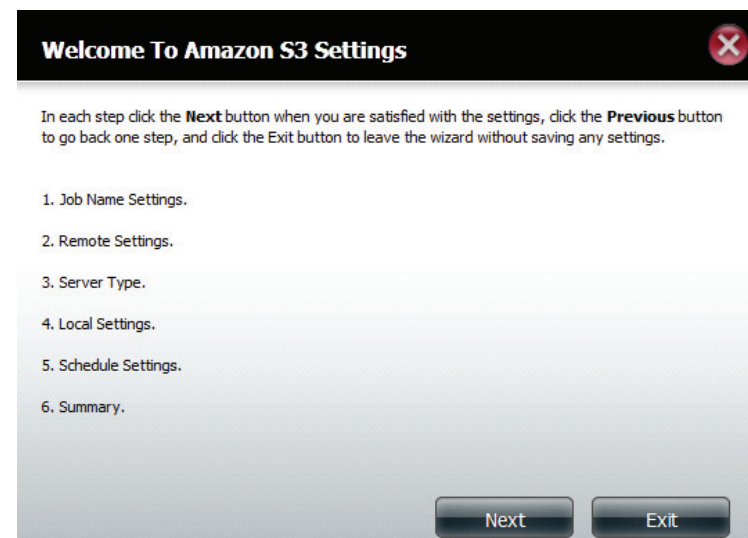 Welcome To Amazon S3 Settings
In each step click the Next button when you are satisfied with the settings, click the Previous button
to go back one step, and click the Exit button to leave the wizard without saving any settings.
1. Job Name Settings.
2. Remote Settings.
3. Server Type.
4. Local Settings.
5. Schedule Settings.
6. Summary.
Next Exit